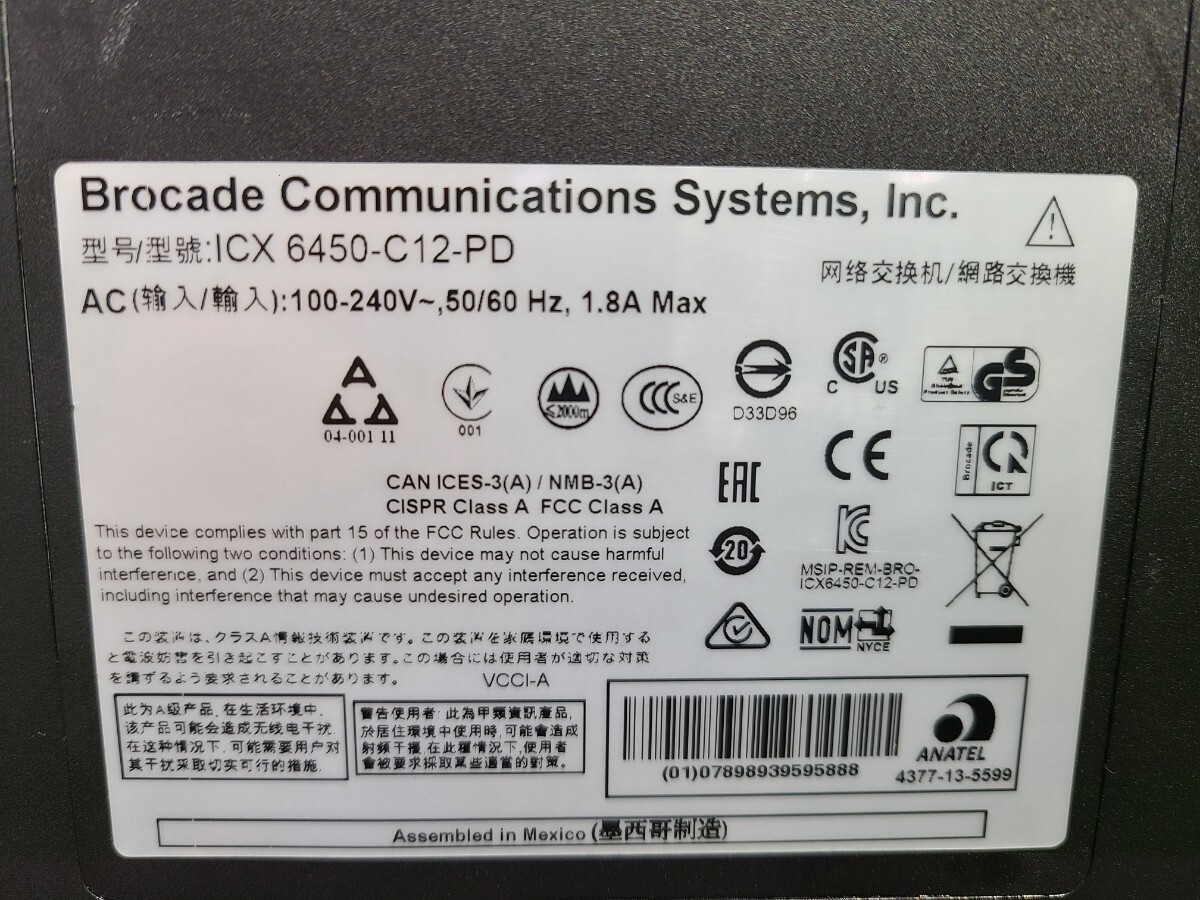 Brocade Communications Systems, Inc.
型号/型號:ICX 6450-C12-PD
网络交换机/網路交換機
AC(输入/輸入):100-240V~,50/60 Hz, 1.8A Max
04-001 11
001
≤2000m
CCC S&E
D33D96
SA ®
C US
TUV
GS
CAN ICES-3(A) / NMB-3(A)
CISPR Class A FCC Class A
EAC
CE
Brocade
ICT
This device complies with part 15 of the FCC Rules. Operation is subject
to the following two conditions: (1) This device may not cause harmful
interference, and (2) This device must accept any interference received,
including interference that may cause undesired operation.
20
MSIP-REM-BRO-
ICX6450-C12-PD
NOM
NYCE
この装置は、クラスA情報技術装置です。この装置を家庭環境で使用する
と電波妨害を引き起こすことがあります。この場合には使用者が適切な対策
を講ずるよう要求されることがあります。 VCCI-A
此为A级产品, 在生活环境中,
该产品可能会造成无线电干扰.
在这种情况下, 可能需要用户对
其干扰采取切实可行的措施.
警告使用者: 此為甲類資訊產品,
於居住環境中使用時, 可能會造成
射頻干擾, 在此種情況下, 使用者
會被要求採取某些適當的對策。
(01)07898939595888
ANATEL
4377-13-5599
Assembled in Mexico (墨西哥制造)